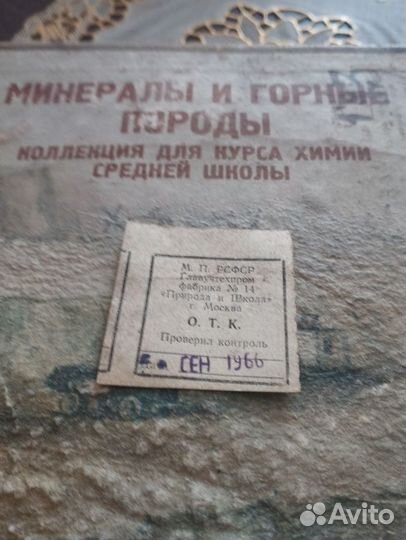 МИНЕРАЛЫ И ГОРНЫЕ
ПОРОДЫ
КОЛЛЕКЦИЯ ДЛЯ КУРСА ХИМИИ
СРЕДНЕЙ ШКОЛЫ
М. П. РСФСР
Главучтехпром
фабрика № 14
«Природа и Школа»
г. Москва
О. Т. К.
Проверил контроль
СЕН 1966
Avito